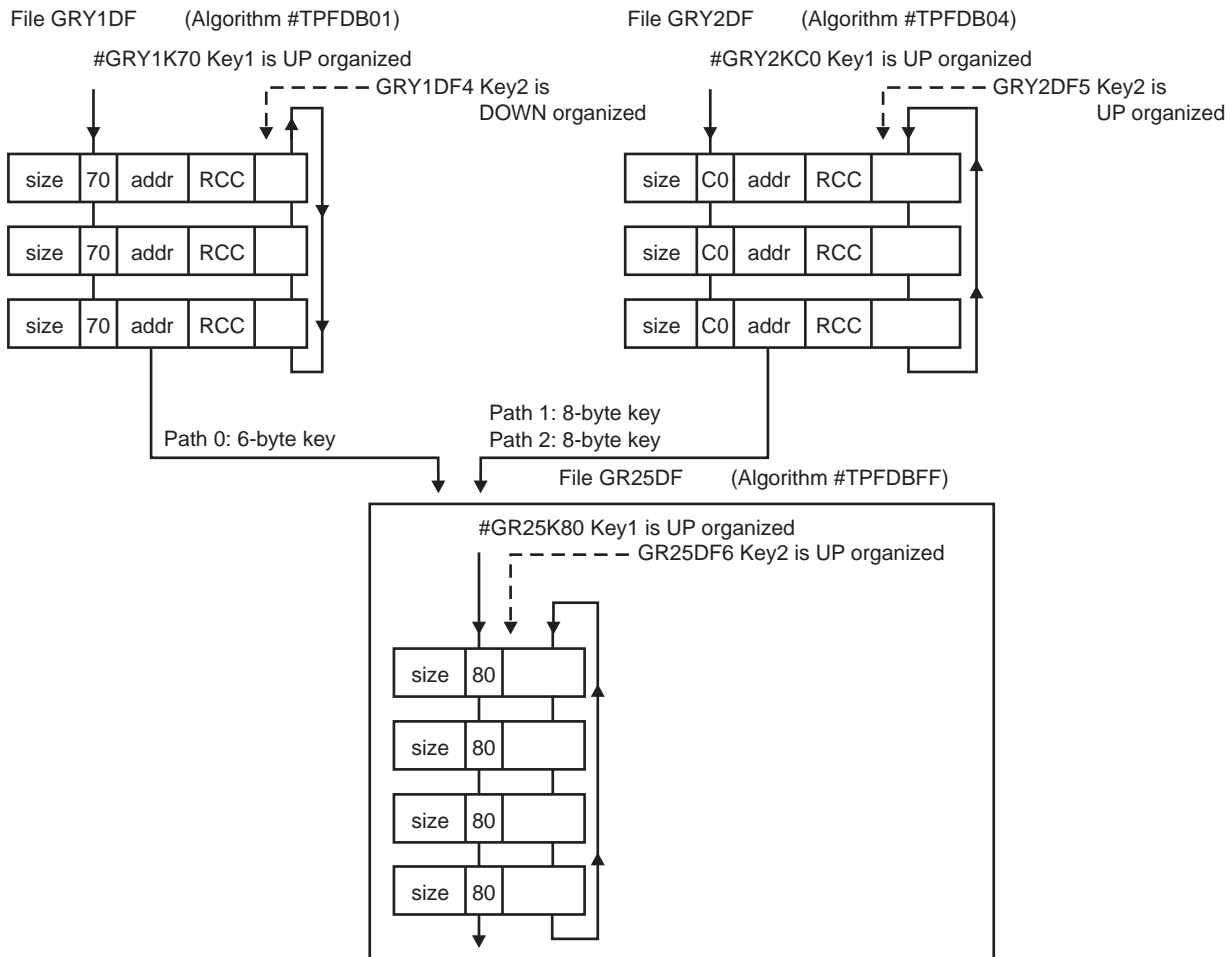 File GRY1DF (Algorithm #TPFDB01)
#GRY1K70 Key1 is UP organized
GRY1DF4 Key2 is
DOWN organized
size 70 addr RCC
size 70 addr RCC
size 70 addr RCC
File GRY2DF (Algorithm #TPFDB04)
#GRY2KC0 Key1 is UP organized
GRY2DF5 Key2 is
UP organized
size C0 addr RCC
size C0 addr RCC
size C0 addr RCC
Path 0: 6-byte key
Path 1: 8-byte key
Path 2: 8-byte key
File GR25DF (Algorithm #TPFDBFF)
#GR25K80 Key1 is UP organized
GR25DF6 Key2 is UP organized
size 80
size 80
size 80
size 80